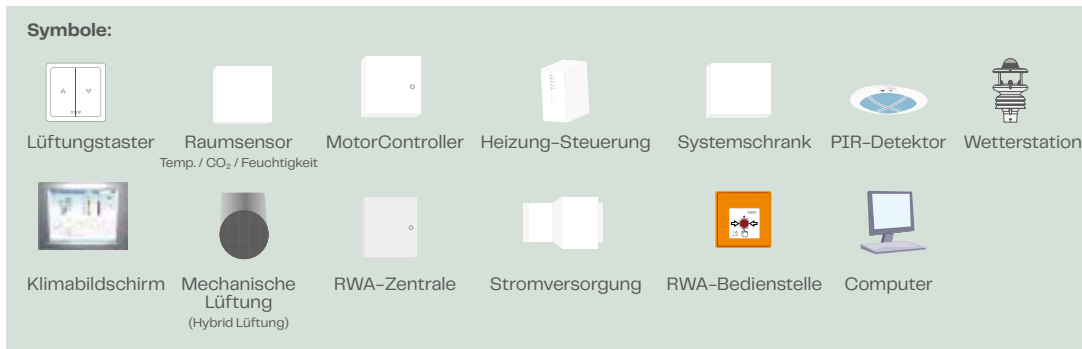 Symbole:
STOP
Lüftungstaster
Raumsensor
Temp. / CO₂ / Feuchtigkeit
MotorController
Heizung-Steuerung
Systemschrank
PIR-Detektor
Wetterstation
Klimabildschirm
Mechanische
Lüftung
(Hybrid Lüftung)
RWA-Zentrale
Stromversorgung
RWA-Bedienstelle
Computer